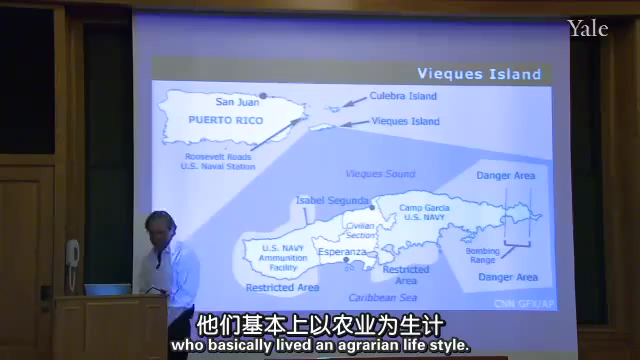 Yale
Vieques Island
San Juan
PUERTO RICO
Culebra Island
Vieques Island
Roosevelt Roads
U.S. Naval Station
Vieques Sound
Danger Area
Isabel Segunda
Camp Garcia
U.S. NAVY
Civilian
Section
U.S. NAVY
Ammunition
Facility
Esperanza
Bombing
Range
Restricted Area
Restricted
Area
Danger
Area
Caribbean Sea
CNN GFX/AP
他们基本上以农业为生计
who basically lived an agrarian life style.